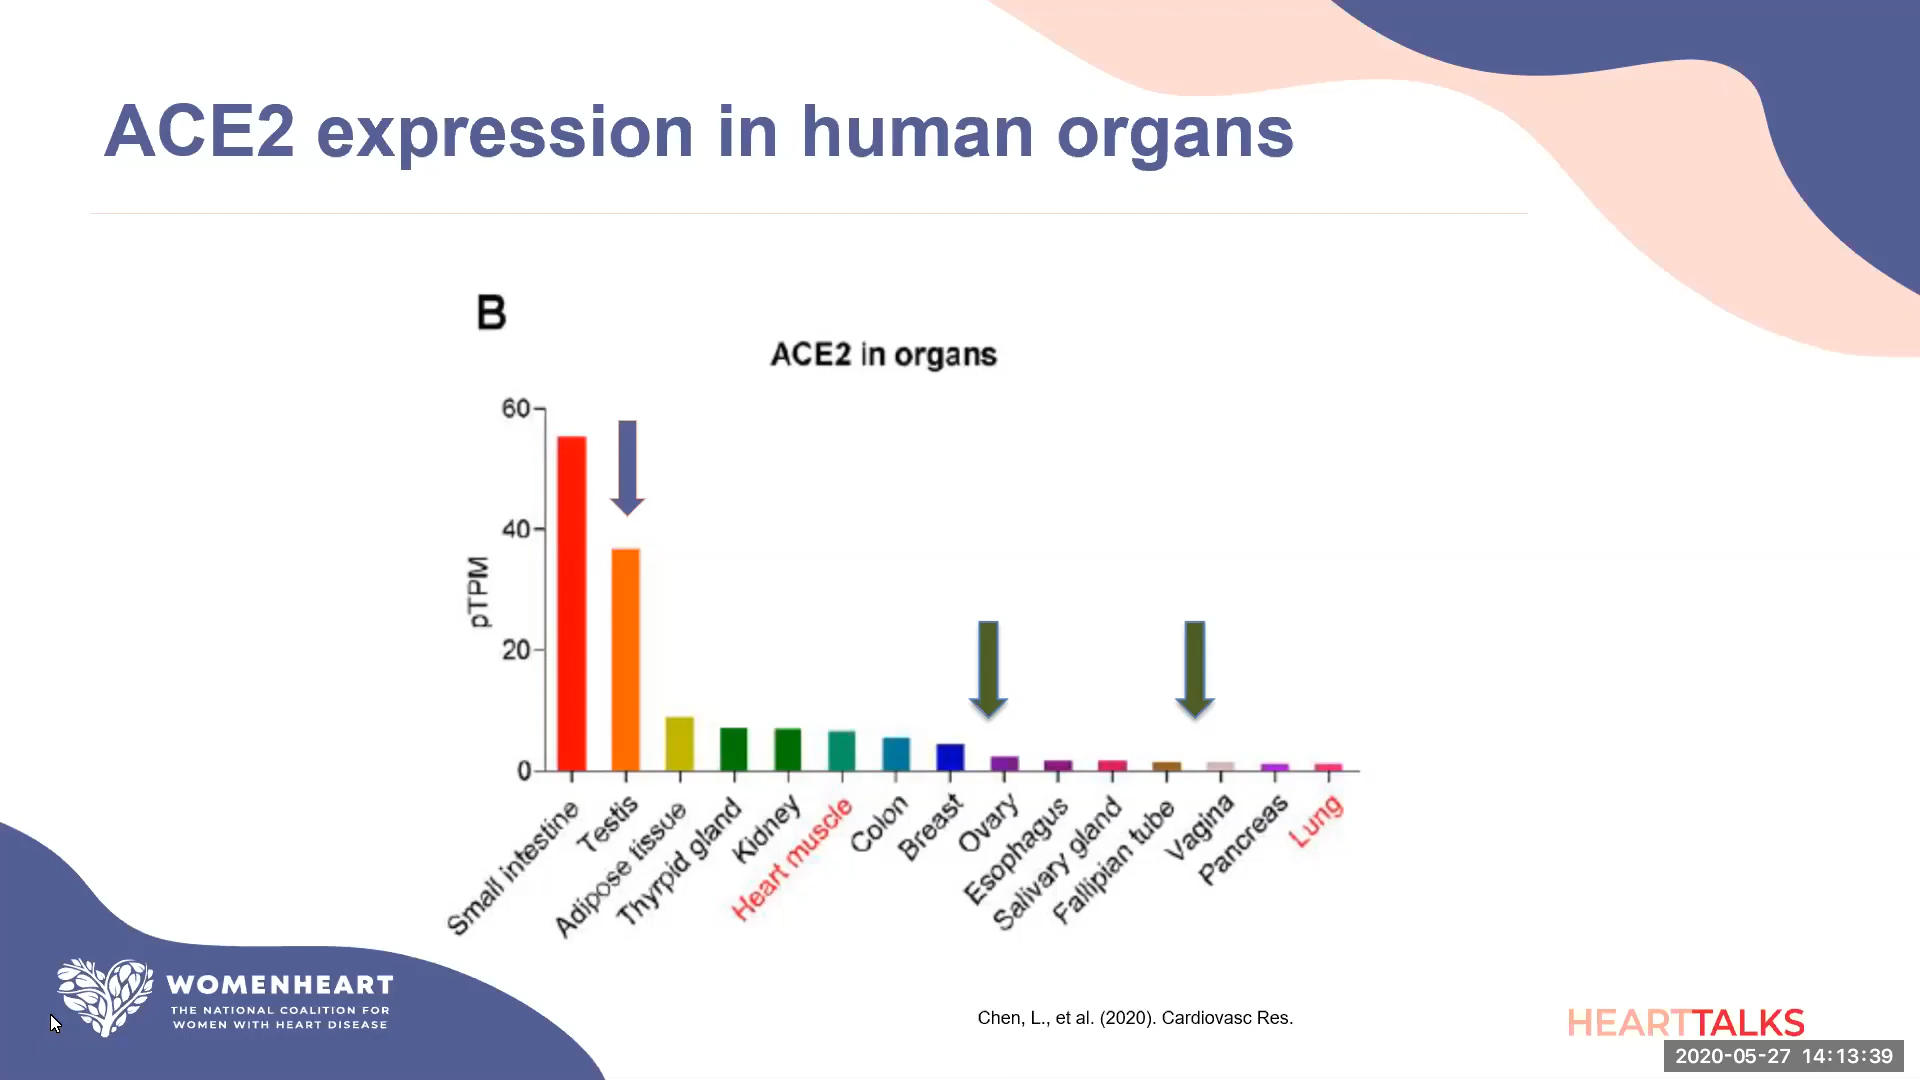 ACE2 expression in human organs
B
ACE2 in organs
60
40
20
0
pTPM
Small intestine
Testis
Adipose tissue
Thyrpid gland
Kidney
Heart muscle
Colon
Breast
Ovary
Esophagus
Salivary gland
Fallipian tube
Vagina
Pancreas
Lung
WOMENHEART
THE NATIONAL COALITION FOR
WOMEN WITH HEART DISEASE
Chen, L., et al. (2020). Cardiovasc Res.
HEARTTALKS
2020-05-27 14:13:39